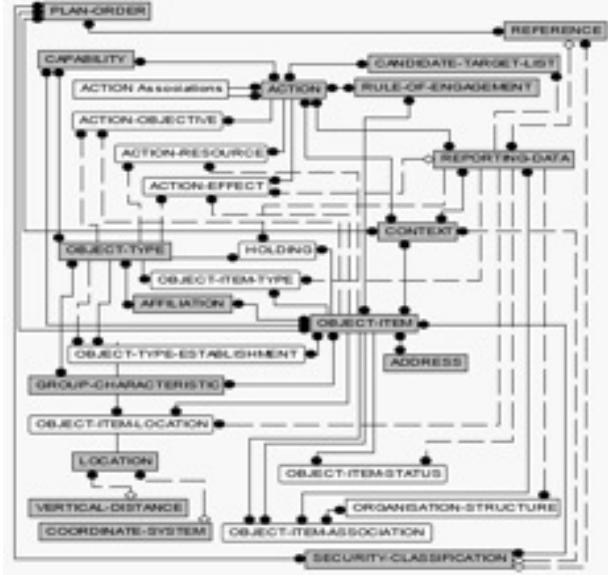 PLAN-ORDER
REFERENCE
CAPABILITY
CANDIDATE-TARGET-LIST
ACTION Associations
ACTION
RULE-OF-ENGAGEMENT
ACTION-OBJECTIVE
ACTION-RESOURCE
REPORTING-DATA
ACTION-EFFECT
CONTEXT
OBJECT-TYPE
HOLDING
OBJECT-ITEM-TYPE
AFFILIATION
OBJECT-ITEM
OBJECT-TYPE-ESTABLISHMENT
ADDRESS
GROUP-CHARACTERISTIC
OBJECT-ITEM-LOCATION
LOCATION
OBJECT-ITEM-STATUS
VERTICAL-DISTANCE
ORGANISATION-STRUCTURE
COORDINATE-SYSTEM
OBJECT-ITEM-ASSOCIATION
SECURITY-CLASSIFICATION